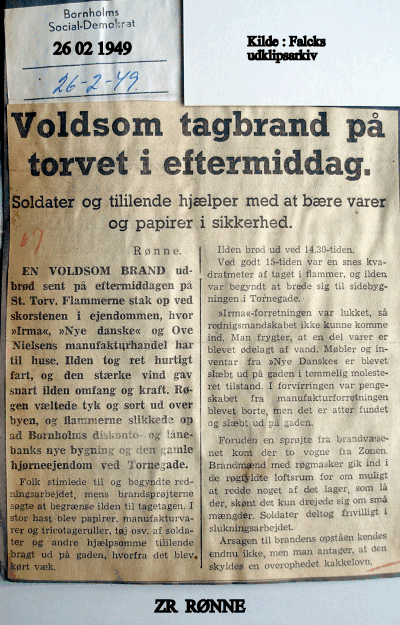 Bornholms
Social-Demokrat
26 02 1949
26-2-49.
Kilde : Falcks
udklipsarkiv
Voldsom tagbrand på
torvet i eftermiddag.
Soldater og tililende hjælper med at bære varer
og papirer i sikkerhed.
Rønne.
EN VOLDSOM BRAND ud-
brød sent på eftermiddagen på
St. Torv. Flammerne stak op ved
skorstenen i ejendommen, hvor
»Irma«, »Nye danske« og Ove
Nielsens manufakturhandel har
til huse. Ilden tog ret hurtigt
fart, og den stærke vind gav
snart ilden omfang og kraft. Røg-
gen væltede tyk og sort ud over
byen, og flammerne slikkede op
ad Bornholms diskonto- og låne-
banks nye bygning og den gamle
hjørneejendom ved Tornegade.
Folk stimlede til og begyndte red-
ningsarbejdet, mens brandsprøjterne
søgte at begrænse ilden til tagetagen. I
stor hast blev papirer, manufakturva-
rer og tricotageruller, tøj osv. af solda-
ter og andre hjælpsomme tililende
bragt ud på gaden, hvorfra det blev
kørt væk.
Ilden brød ud ved 14,30-tiden.
Ved godt 15-tiden var en snes kva-
dratmeter af taget i flammer, og ilden
var begyndt at brede sig til sidebyg-
ningen i Tornegade.
»Irma«-forretningen var lukket, så
redningsmandskabet ikke kunne komme
ind. Man frygter, at en del varer er
blevet ødelagt af vand. Møbler og in-
ventar i »Nye Danske« er blevet
slæbt ud på gaden i temmelig moleste-
ret tilstand. I forvirringen var penge-
skabet fra manufakturforretningen
blevet borte, men det er atter fundet
og slæbt ud på gaden.
Foruden en sprøjte fra brandvæse-
net kom der to vogne fra Zonen.
Brandmænd med røgmasker gik ind i
de røgfyldte loftsrum for om muligt
at redde noget af det lager, som lå
der, skønt det kun drejede sig om små
mængder. Soldater deltog frivilligt i
slukningsarbejdet.
Årsagen til brandens opståen kendes
endnu ikke, men man antager, at den
skyldes en overophedet kakkelovn.
ZR RØNNE